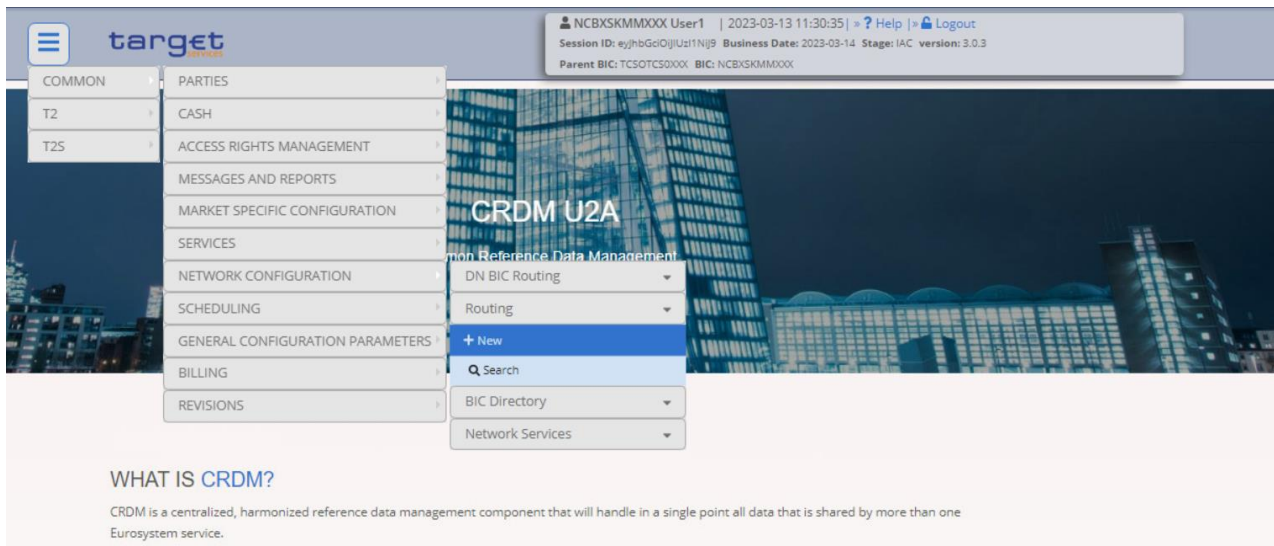 NCBXSKMMXXX User1 | 2023-03-13 11:30:35| » ? Help |» Logout
target
services
Session ID: eyJhbGciOiJIUzI1NiJ9 Business Date: 2023-03-14 Stage: IAC version: 3.0.3
Parent BIC: TCSOTCS0XXX BIC: NCBXSKMMXXX
COMMON
T2
T2S
PARTIES
CASH
ACCESS RIGHTS MANAGEMENT
MESSAGES AND REPORTS
MARKET SPECIFIC CONFIGURATION
SERVICES
NETWORK CONFIGURATION
SCHEDULING
GENERAL CONFIGURATION PARAMETERS
BILLING
REVISIONS
CRDM U2A
mon Reference Data Management
DN BIC Routing
Routing
+ New
Search
BIC Directory
Network Services
WHAT IS CRDM?
CRDM is a centralized, harmonized reference data management component that will handle in a single point all data that is shared by more than one
Eurosystem service.